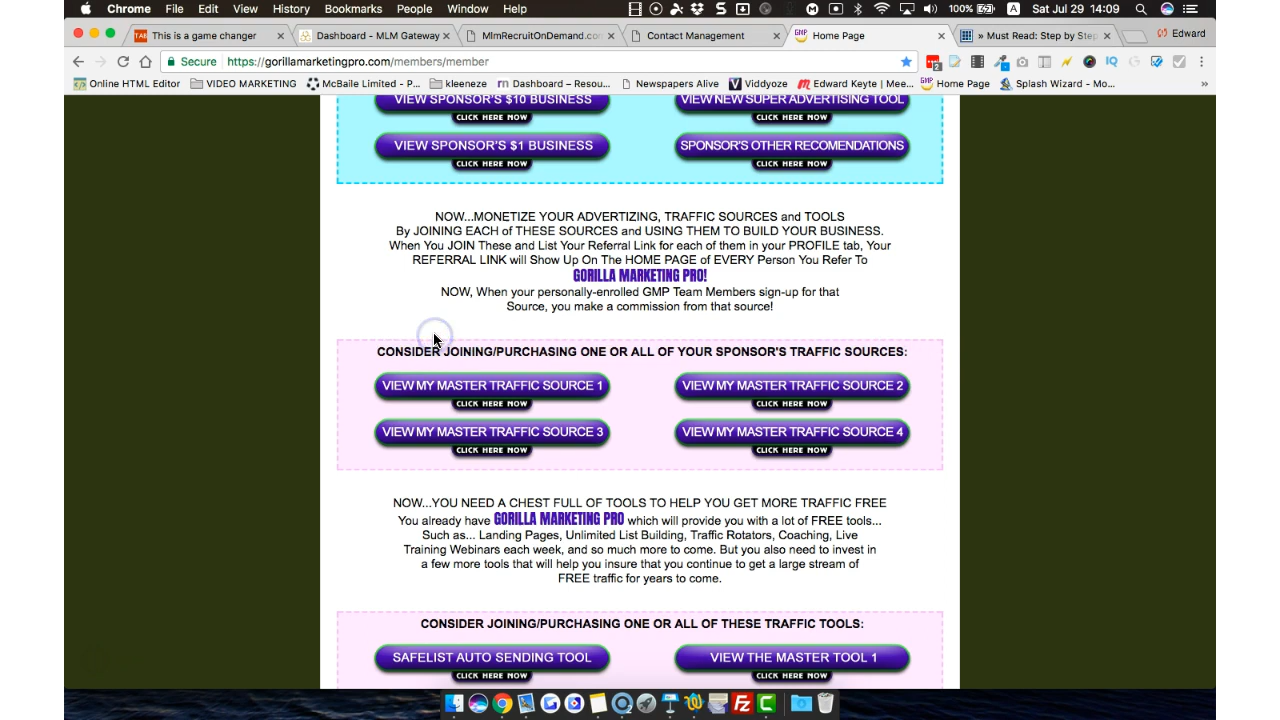 Chrome File Edit View History Bookmarks People Window Help 100% A Sat Jul 29 14:09
This is a game changer Dashboard - MLM Gateway MlmRecruitOnDemand.co Contact Management Home Page » Must Read: Step by Step Edward
Secure https://gorillamarketingpro.com/members/member
Online HTML Editor VIDEO MARKETING McBaile Limited - P... kleeneze Dashboard – Resou... Newspapers Alive Viddyoze Edward Keyte | Mee... Home Page Splash Wizard - Mo... »
VIEW SPONSOR'S $10 BUSINESS VIEW NEW SUPER ADVERTISING TOOL
CLICK HERE NOW CLICK HERE NOW
VIEW SPONSOR'S $1 BUSINESS SPONSOR'S OTHER RECOMENDATIONS
CLICK HERE NOW CLICK HERE NOW
NOW...MONETIZE YOUR ADVERTIZING, TRAFFIC SOURCES and TOOLS
By JOINING EACH of THESE SOURCES and USING THEM TO BUILD YOUR BUSINESS.
When You JOIN These and List Your Referral Link for each of them in your PROFILE tab, Your
REFERRAL LINK will Show Up On The HOME PAGE of EVERY Person You Refer To
GORILLA MARKETING PRO!
NOW, When your personally-enrolled GMP Team Members sign-up for that
Source, you make a commission from that source!
CONSIDER JOINING/PURCHASING ONE OR ALL OF YOUR SPONSOR'S TRAFFIC SOURCES:
VIEW MY MASTER TRAFFIC SOURCE 1 VIEW MY MASTER TRAFFIC SOURCE 2
CLICK HERE NOW CLICK HERE NOW
VIEW MY MASTER TRAFFIC SOURCE 3 VIEW MY MASTER TRAFFIC SOURCE 4
CLICK HERE NOW CLICK HERE NOW
NOW...YOU NEED A CHEST FULL OF TOOLS TO HELP YOU GET MORE TRAFFIC FREE
You already have GORILLA MARKETING PRO which will provide you with a lot of FREE tools...
Such as... Landing Pages, Unlimited List Building, Traffic Rotators, Coaching, Live
Training Webinars each week, and so much more to come. But you also need to invest in
a few more tools that will help you insure that you continue to get a large stream of
FREE traffic for years to come.
CONSIDER JOINING/PURCHASING ONE OR ALL OF THESE TRAFFIC TOOLS:
SAFELIST AUTO SENDING TOOL VIEW THE MASTER TOOL 1
CLICK HERE NOW CLICK HERE NOW